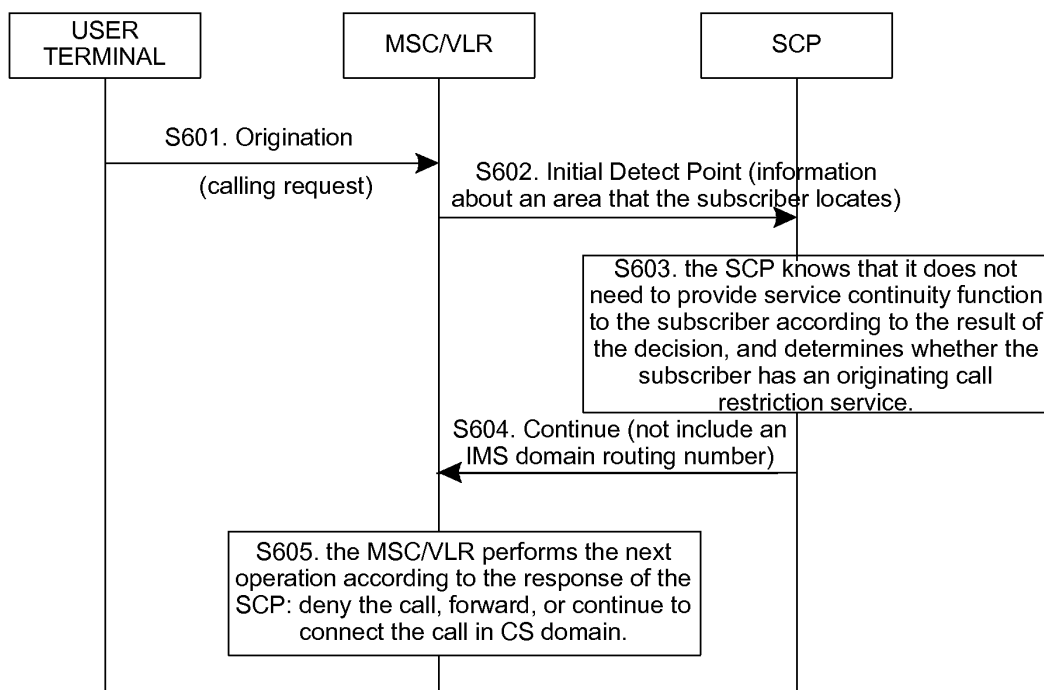 USER
TERMINAL
MSC/VLR
SCP
S601. Origination
(calling request)
S602. Initial Detect Point (information
about an area that the subscriber locates)
S603. the SCP knows that it does not
need to provide service continuity function
to the subscriber according to the result of
the decision, and determines whether the
subscriber has an originating call
restriction service.
S604. Continue (not include an
IMS domain routing number)
S605. the MSC/VLR performs the next
operation according to the response of the
SCP: deny the call, forward, or continue to
connect the call in CS domain.